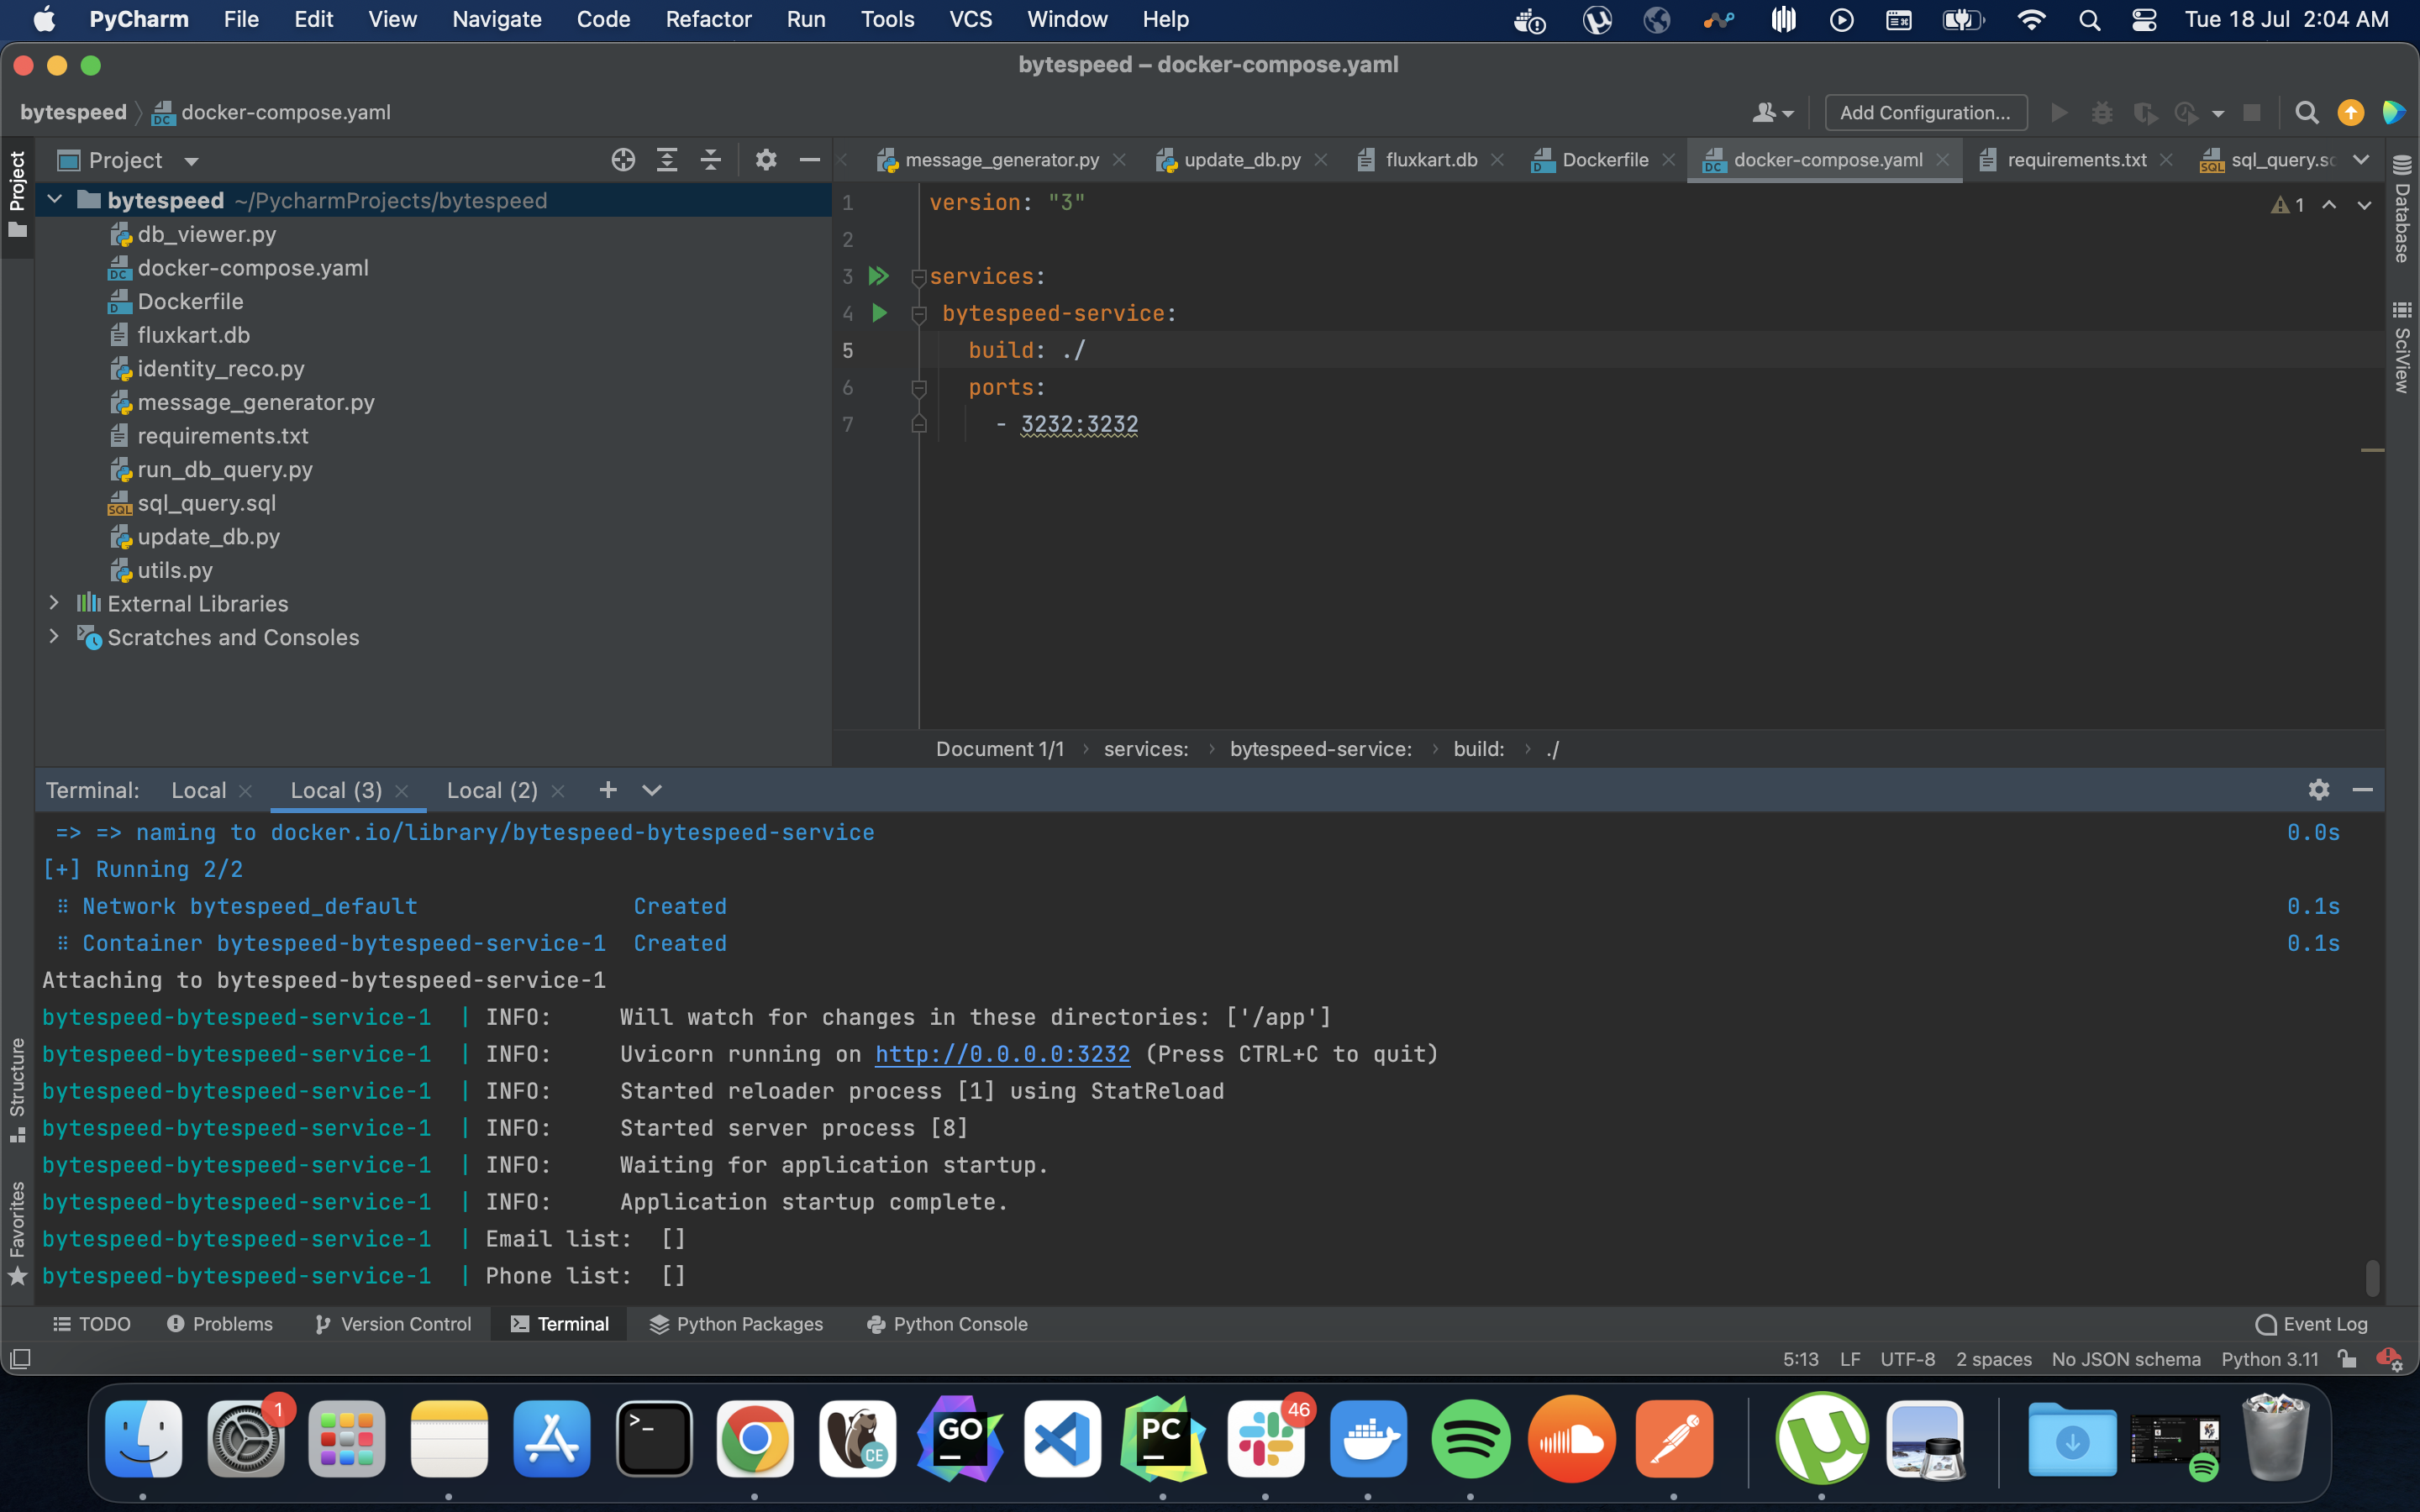 PyCharm File Edit View Navigate Code Refactor Run Tools VCS Window Help Tue 18 Jul 2:04 AM
bytespeed – docker-compose.yaml
bytespeed docker-compose.yaml Add Configuration...
Project
Project
message_generator.py update_db.py fluxkart.db Dockerfile docker-compose.yaml requirements.txt
Database
SciView
bytespeed ~/PycharmProjects/bytespeed
db_viewer.py
docker-compose.yaml
Dockerfile
fluxkart.db
identity_reco.py
message_generator.py
requirements.txt
run_db_query.py
sql_query.sql
update_db.py
utils.py
External Libraries
Scratches and Consoles
1 version: "3" 1
2
3 services:
4 bytespeed-service:
5 build: ./
6 ports:
7 - 3232:3232
Document 1/1 services: bytespeed-service: build: ./
Terminal: Local Local (3) Local (2)
=> => naming to docker.io/library/bytespeed-bytespeed-service 0.0s
[+] Running 2/2
⠿ Network bytespeed_default Created 0.1s
⠿ Container bytespeed-bytespeed-service-1 Created 0.1s
Attaching to bytespeed-bytespeed-service-1
bytespeed-bytespeed-service-1 | INFO: Will watch for changes in these directories: ['/app']
bytespeed-bytespeed-service-1 | INFO: Uvicorn running on http://0.0.0.0:3232 (Press CTRL+C to quit)
bytespeed-bytespeed-service-1 | INFO: Started reloader process [1] using StatReload
bytespeed-bytespeed-service-1 | INFO: Started server process [8]
bytespeed-bytespeed-service-1 | INFO: Waiting for application startup.
bytespeed-bytespeed-service-1 | INFO: Application startup complete.
bytespeed-bytespeed-service-1 | Email list: []
bytespeed-bytespeed-service-1 | Phone list: []
Structure
Favorites
TODO Problems Version Control Terminal Python Packages Python Console Event Log
5:13 LF UTF-8 2 spaces No JSON schema Python 3.11
1 CE GO PC 46